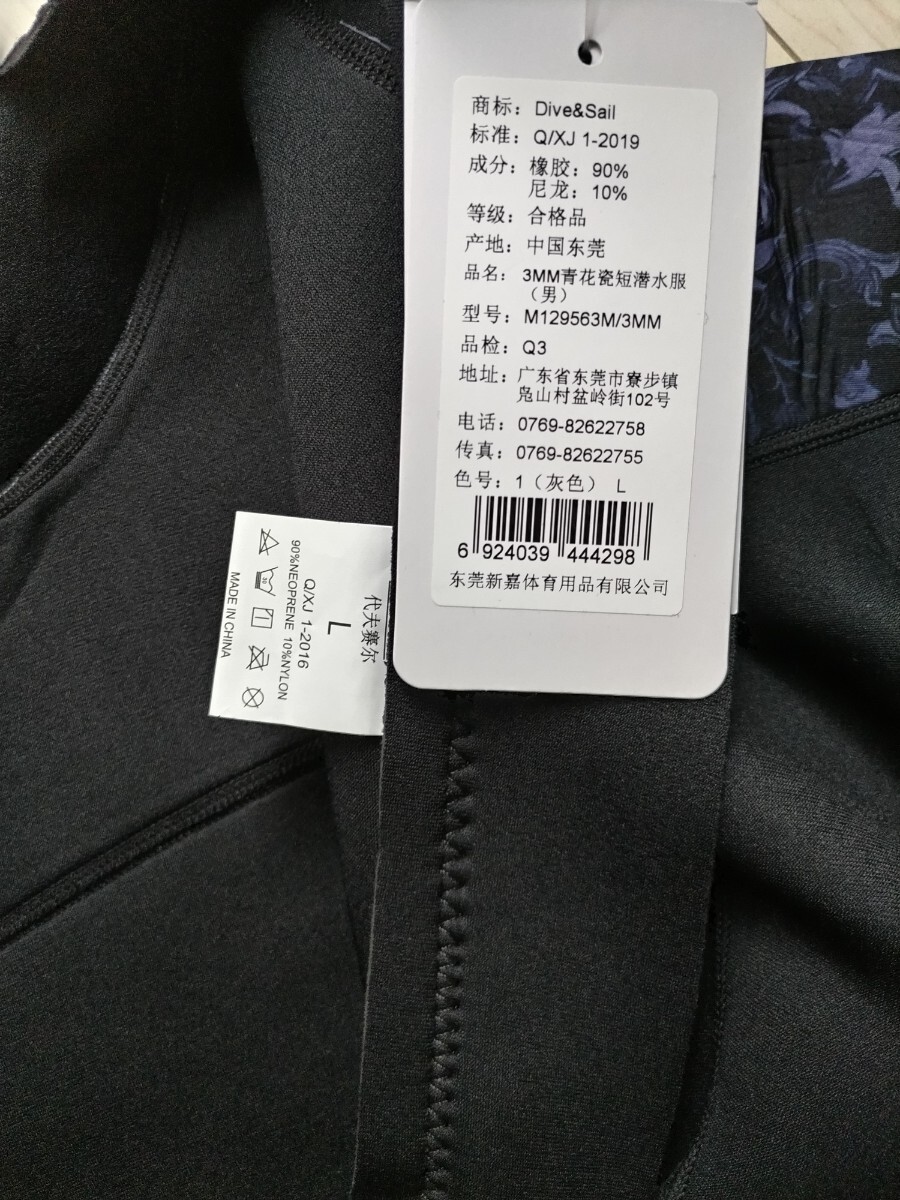 商标：Dive&Sail
标准：Q/XJ 1-2019
成分：橡胶：90%
尼龙：10%
等级：合格品
产地：中国东莞
品名：3MM青花瓷短潜水服
（男）
型号：M129563M/3MM
品检：Q3
地址：广东省东莞市寮步镇
凫山村盆岭街102号
电话：0769-82622758
传真：0769-82622755
色号：1（灰色） L
6 924039 444298
东莞新嘉体育用品有限公司
代夫赛尔
L
Q/XJ 1-2016
90%NEOPRENE 10%NYLON
MADE IN CHINA